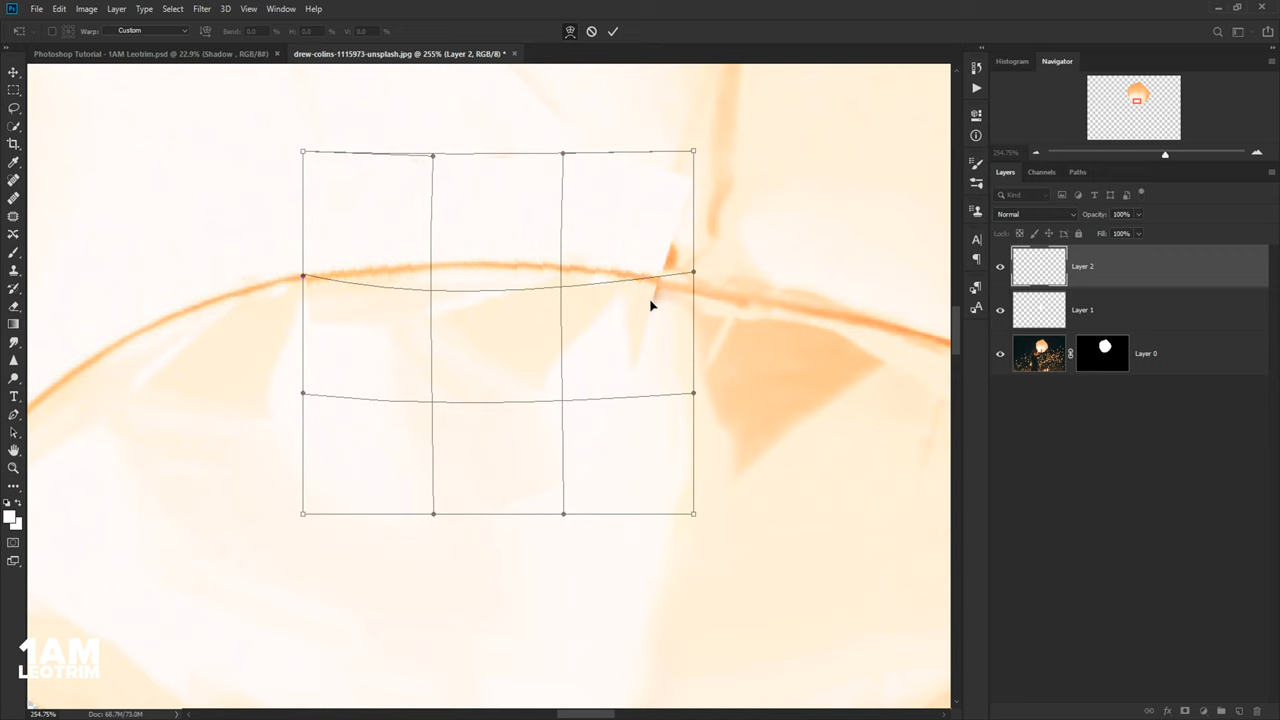 Ps File Edit Image Layer Type Select Filter 3D View Window Help
Warp: Custom Bend: 0.0 % H: 0.0 % V: 0.0 %
Photoshop Tutorial - 1AM Leotrim.psd @ 22.9% (Shadow , RGB/8#) × drew-colins-1115973-unsplash.jpg @ 255% (Layer 2, RGB/8) * ×
Histogram Navigator
254.75%
Layers Channels Paths
Kind
Normal Opacity: 100%
Lock: Fill: 100%
Layer 2
Layer 1
Layer 0
1AM
LEOTRIM
254.75% Doc: 68.7M/73.0M